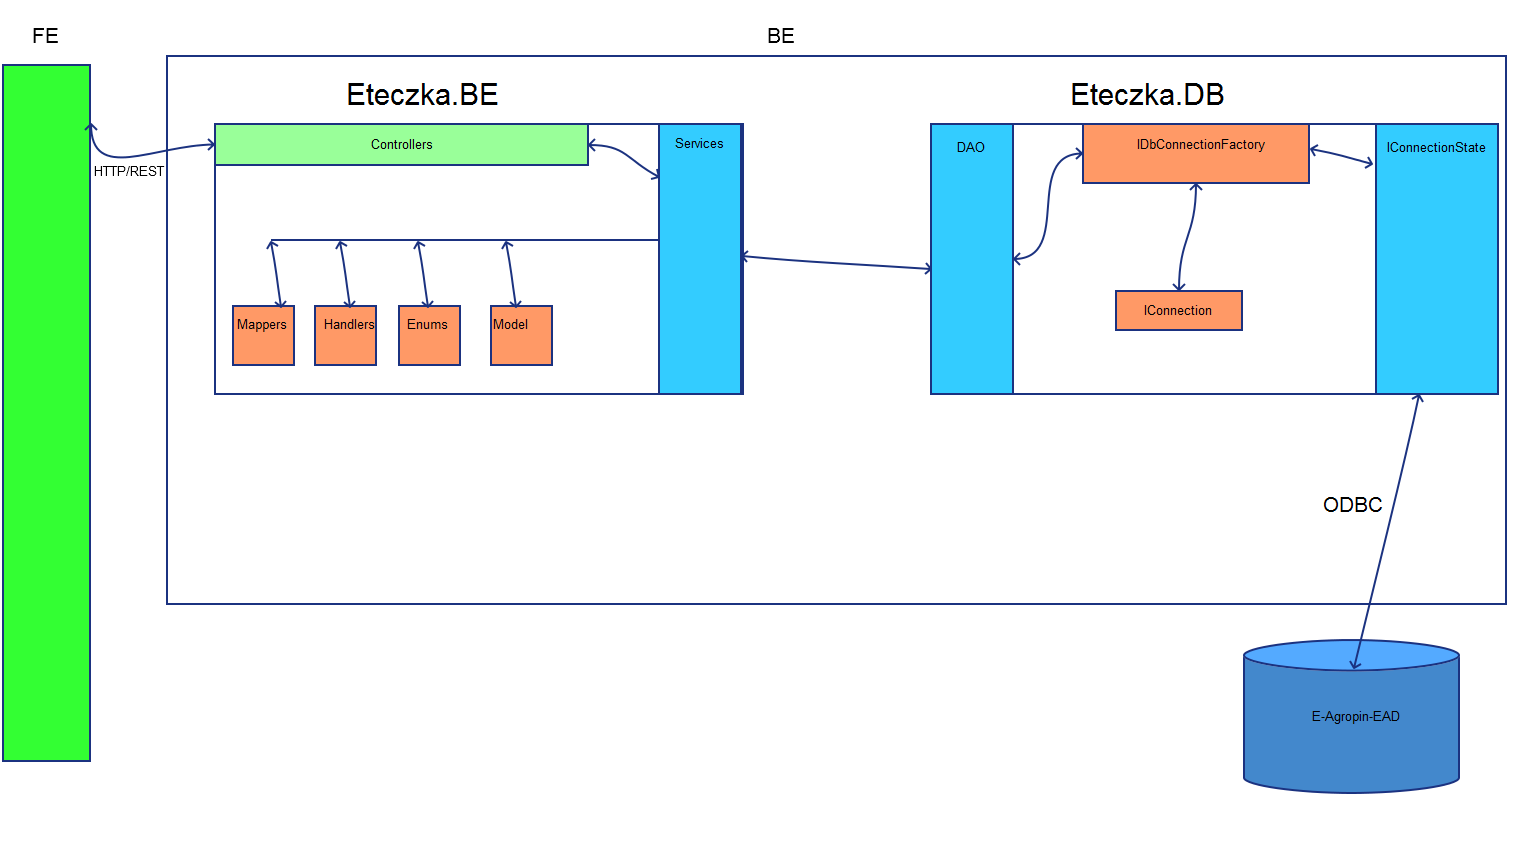 FE
BE
Eteczka.BE
Eteczka.DB
Controllers
Services
DAO
IDbConnectionFactory
IConnectionState
HTTP/REST
Mappers
Handlers
Enums
Model
IConnection
ODBC
E-Agropin-EAD